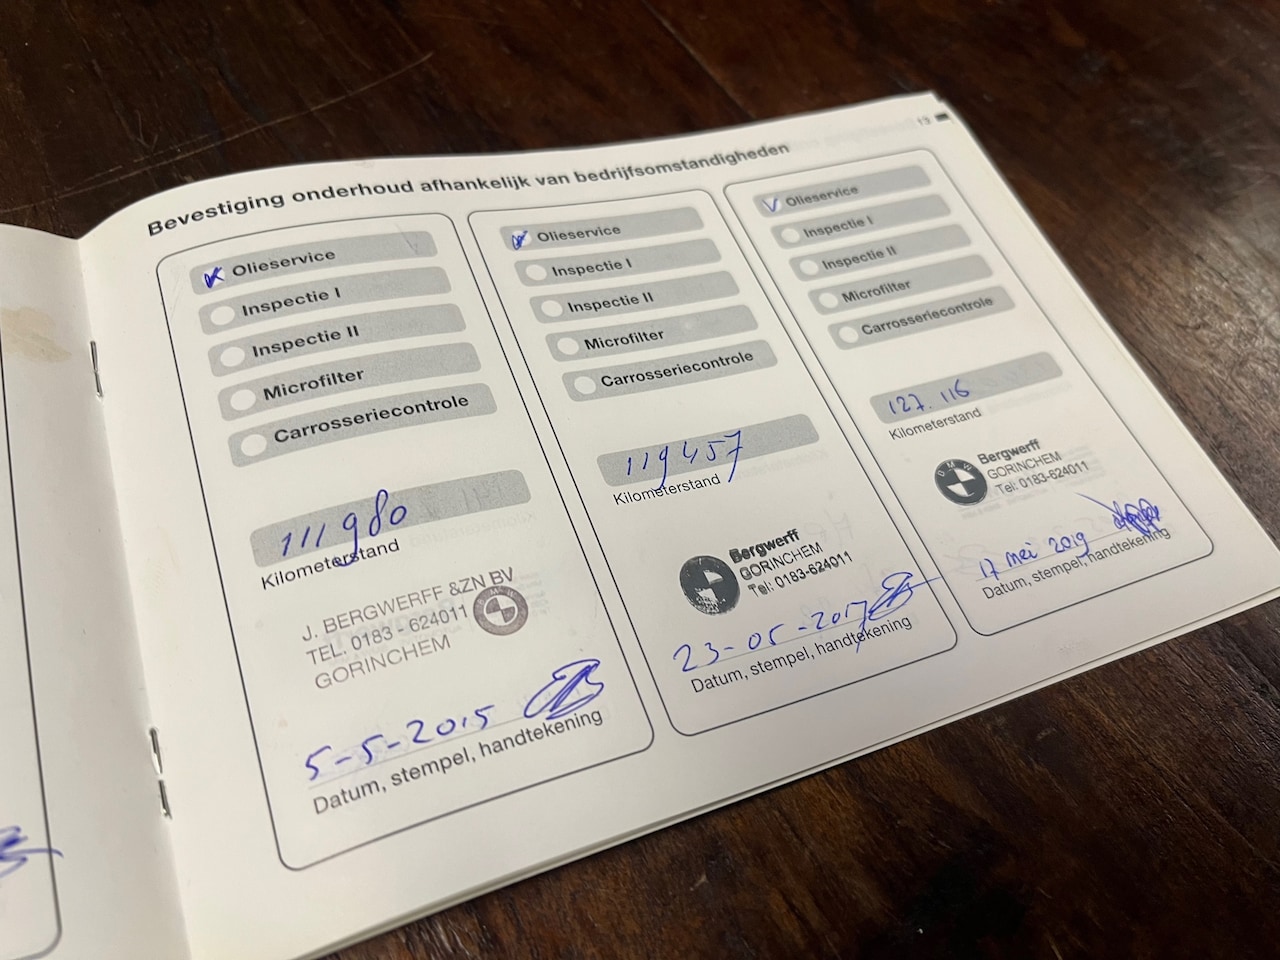 13
Bevestiging onderhoud afhankelijk van bedrijfsomstandigheden
Olieservice
Inspectie I
Inspectie II
Microfilter
Carrosseriecontrole
111980
Kilometerstand
J. BERGWERFF &ZN BV
TEL. 0183 - 624011
GORINCHEM
BMW
5-5-2015
Datum, stempel, handtekening
Olieservice
Inspectie I
Inspectie II
Microfilter
Carrosseriecontrole
119457
Kilometerstand
Bergwerff
GORINCHEM
Tel: 0183-624011
23-05-2017
Datum, stempel, handtekening
Olieservice
Inspectie I
Inspectie II
Microfilter
Carrosseriecontrole
127.116
Kilometerstand
BMW
Bergwerff
GORINCHEM
Tel: 0183-624011
17 mei 2019
Datum, stempel, handtekening